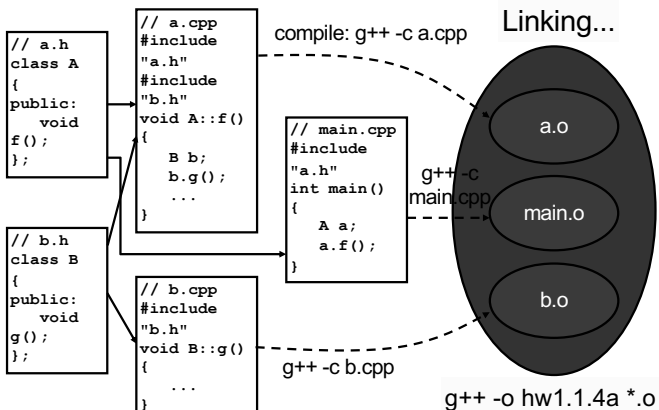 Linking...
// a.h
class A
{
public:
void
f();
};
// b.h
class B
{
public:
void
g();
};
// a.cpp
#include
"a.h"
#include
"b.h"
void A::f()
{
B b;
b.g();
...
}
// b.cpp
#include
"b.h"
void B::g()
{
...
}
// main.cpp
#include
"a.h"
int main()
{
A a;
a.f();
}
compile: g++ -c a.cpp
g++ -c
main.cpp
g++ -c b.cpp
a.o
main.o
b.o
g++ -o hw1.1.4a *.o